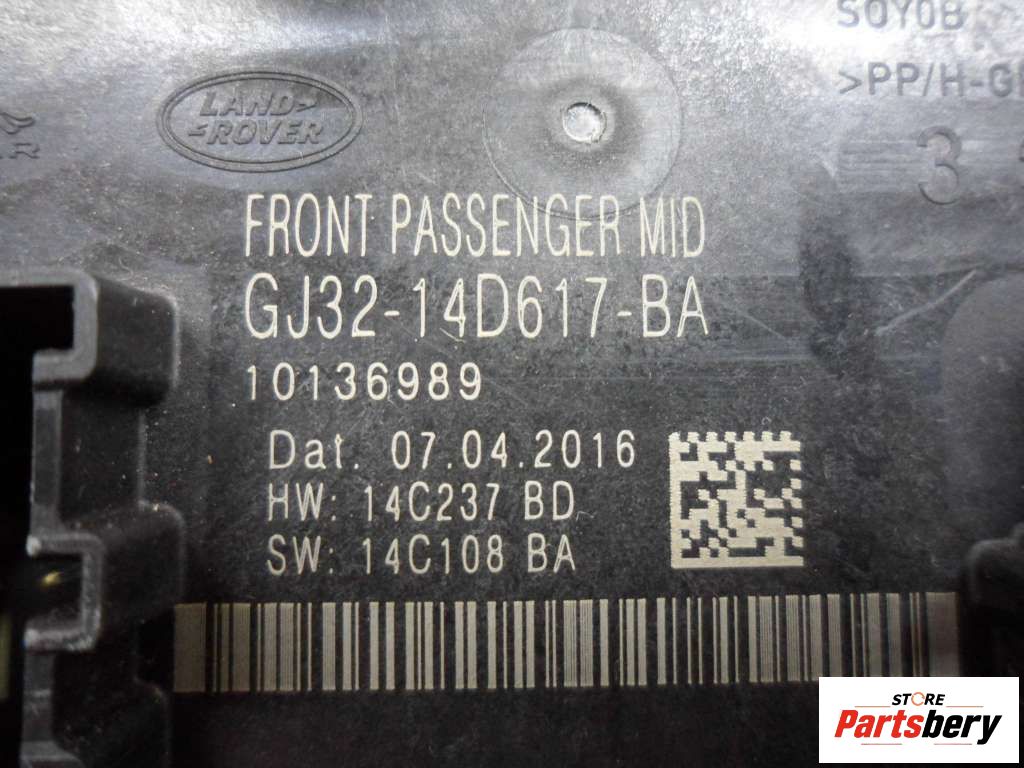 SOYOB
>PP/H-G
LAND
ROVER
3
FRONT PASSENGER MID
GJ32-14D617-BA
10136989
Dat. 07.04.2016
HW: 14C237 BD
SW: 14C108 BA
STORE
Partsbery